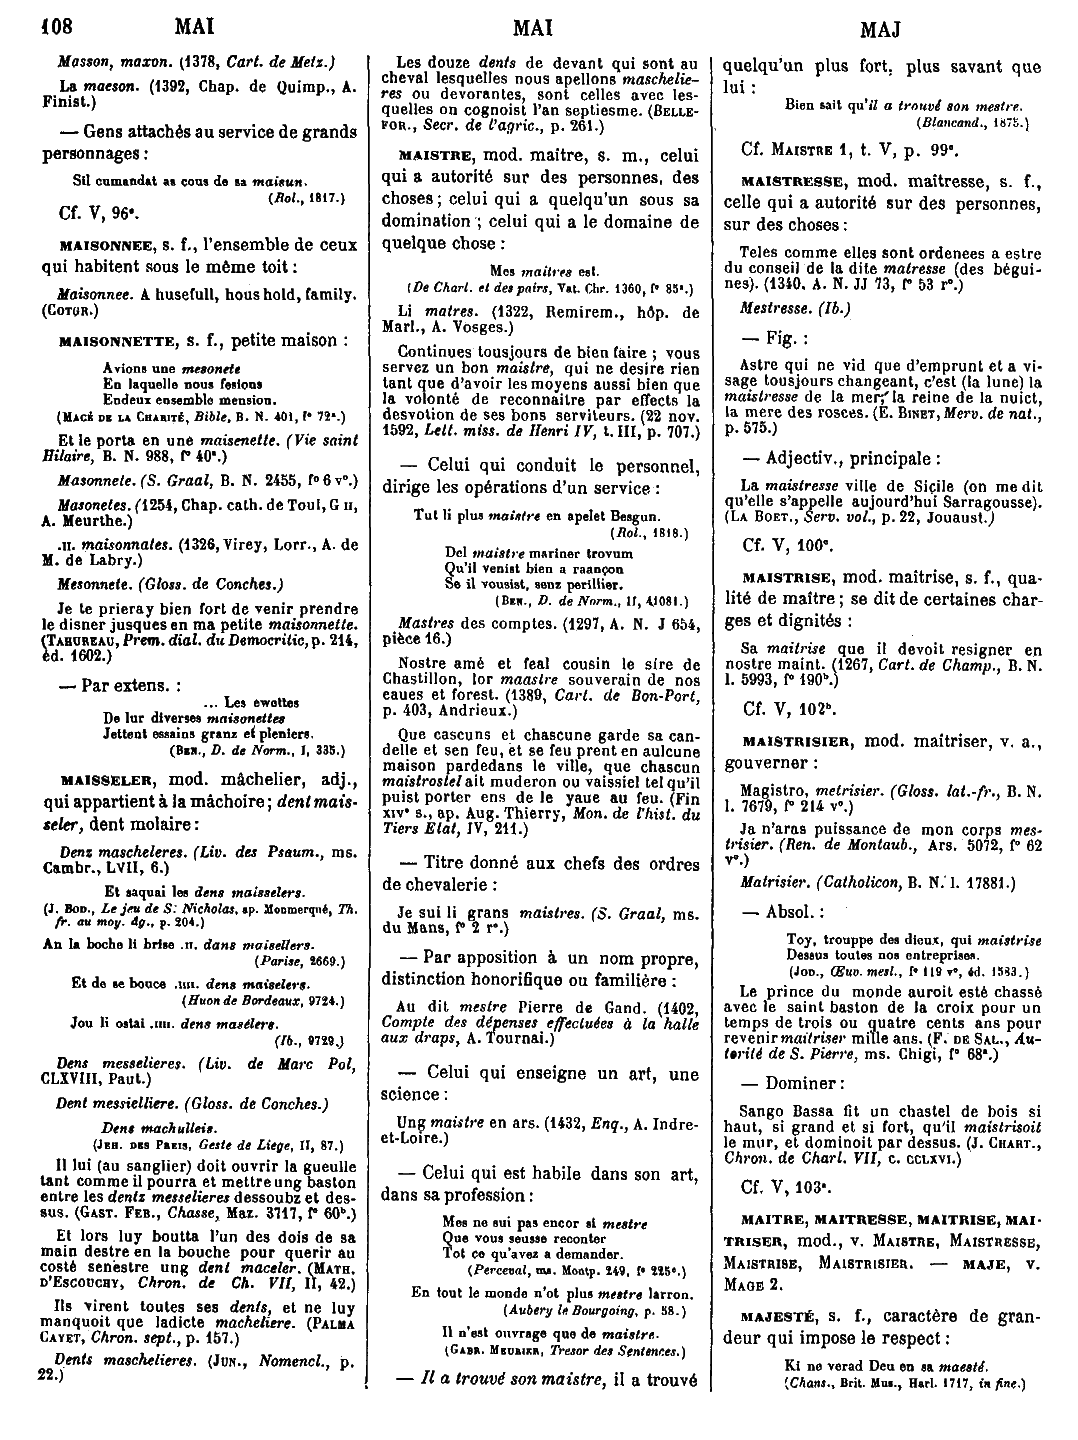 108 MAI MAI MAJ
Masson, maxon. (1378, Cart. de Metz.)
La maeson. (1392, Chap. de Quimp., A.
Finist.)
— Gens attachés au service de grands
personnages :
Sil cumandat as cons de sa maisun.
(Rol., 1817.)
Cf. V, 96ª.
MAISONNEE, s. f., l'ensemble de ceux
qui habitent sous le même toit :
Maisonnee. A husefull, hous hold, family.
(COTGR.)
MAISONNETTE, s. f., petite maison :
Avions une mesonete
En laquelle nous fesions
Endeux ensemble mension.
(MACÉ DE LA CHARITÉ, Bible, B. N. 401, fº 72ª.)
Et le porta en une maisenette. (Vie saint
Hilaire, B. N. 988, fº 40ª.)
Masonnete. (S. Graal, B. N. 2455, fº 6 vº.)
Masonetes. (1254, Chap. cath. de Toul, G II,
A. Meurthe.)
.II. maisonnates. (1326, Virey, Lorr., A. de
M. de Labry.)
Mesonnete. (Gloss. de Conches.)
Je te prieray bien fort de venir prendre
le disner jusques en ma petite maisonnette.
(TAHUREAU, Prem. dial. du Democritic, p. 214,
éd. 1602.)
— Par extens. :
... Les ewettes
De lur diverses maisonettes
Jettent essains granz et pleniers.
(BEN., D. de Norm., I, 335.)
MAISSELER, mod. mâchelier, adj.,
qui appartient à la mâchoire ; dent mais-
seler, dent molaire :
Denz mascheleres. (Liv. des Psaum., ms.
Cambr., LVII, 6.)
Et saquai les dens maisselers.
(J. BOD., Le jeu de S. Nicholas, ap. Monmerqué, Th.
fr. au moy. âg., p. 204.)
An la boche li brise .II. dans maisellers.
(Parise, 2669.)
Et de se bouce .IIII. dens maiselers.
(Huon de Bordeaux, 9724.)
Jou li ostai .IIII. dens masélers.
(Ib., 9729.)
Dens messelieres. (Liv. de Marc Pol,
CLXVIII, Paut.)
Dent messielliere. (Gloss. de Conches.)
Dens machulleis.
(JEH. DES PREIS, Geste de Liege, II, 87.)
Il lui (au sanglier) doit ouvrir la gueulle
tant comme il pourra et mettre ung baston
entre les dentz messelieres dessoubz et des-
sus. (GAST. FEB., Chasse, Maz. 3717, fº 60ᵇ.)
Et lors luy boutta l'un des dois de sa
main destre en la bouche pour querir au
costé senestre ung dent maceler. (MATH.
D'ESCOUCHY, Chron. de Ch. VII, II, 42.)
Ils virent toutes ses dents, et ne luy
manquoit que ladicte macheliere. (PALMA
CAYET, Chron. sept., p. 157.)
Dents maschelieres. (JUN., Nomencl., p.
22.)
Les douze dents de devant qui sont au
cheval lesquelles nous apellons maschelie-
res ou devorantes, sont celles avec les-
quelles on cognoist l'an septiesme. (BELLE-
FOR., Secr. de l'agric., p. 261.)
MAISTRE, mod. maitre, s. m., celui
qui a autorité sur des personnes, des
choses ; celui qui a quelqu'un sous sa
domination ; celui qui a le domaine de
quelque chose :
Mes maitres est.
(De Charl. et des pairs, Vat. Chr. 1360, fº 85ª.)
Li matres. (1322, Remirem., hôp. de
Marl., A. Vosges.)
Continues tousjours de bien faire ; vous
servez un bon maistre, qui ne desire rien
tant que d'avoir les moyens aussi bien que
la volonté de reconnaitre par effects la
desvotion de ses bons serviteurs. (22 nov.
1592, Lett. miss. de Henri IV, t. III, p. 707.)
— Celui qui conduit le personnel,
dirige les opérations d'un service :
Tut li plus maistre en apelet Besgun.
(Rol., 1818.)
Del maistre mariner trovum
Qu'il venist bien a raançon
Se il vousist, senz perillier.
(BEN., D. de Norm., II, 41081.)
Mastres des comptes. (1297, A. N. J 654,
pièce 16.)
Nostre amé et feal cousin le sire de
Chastillon, lor maastre souverain de nos
eaues et forest. (1389, Cart. de Bon-Port,
p. 403, Andrieux.)
Que cascuns et chascune garde sa can-
delle et sen feu, et se feu prent en aulcune
maison pardedans le ville, que chascun
maistrostel ait muderon ou vaissiel tel qu'il
puist porter ens de le yaue au feu. (Fin
XIVᵉ s., ap. Aug. Thierry, Mon. de l'hist. du
Tiers Etat, IV, 211.)
— Titre donné aux chefs des ordres
de chevalerie :
Je sui li grans maistres. (S. Graal, ms.
du Mans, fº 2 rº.)
— Par apposition à un nom propre,
distinction honorifique ou familière :
Au dit mestre Pierre de Gand. (1402,
Compte des dépenses effectuées à la halle
aux draps, A. Tournai.)
— Celui qui enseigne un art, une
science :
Ung maistre en ars. (1432, Enq., A. Indre-
et-Loire.)
— Celui qui est habile dans son art,
dans sa profession :
Mes ne sui pas encor si mestre
Que vous seusse reconter
Tot ce qu'avez a demander.
(Perceval, ms. Montp. 249, fº 225ª.)
En tout le monde n'ot plus mestre larron.
(Aubery le Bourgoing, p. 58.)
Il n'est ouvrage que de maistre.
(GABR. MEURIER, Tresor des Sentences.)
— Il a trouvé son maistre, il a trouvé
quelqu'un plus fort, plus savant que
lui :
Bien sait qu'il a trouvé son mestre.
(Blancand., 1875.)
Cf. MAISTRE 1, t. V, p. 99ª.
MAISTRESSE, mod. maîtresse, s. f.,
celle qui a autorité sur des personnes,
sur des choses :
Teles comme elles sont ordenees a estre
du conseil de la dite matresse (des bégui-
nes). (1340, A. N. JJ 73, fº 53 rº.)
Mestresse. (Ib.)
— Fig. :
Astre qui ne vid que d'emprunt et a vi-
sage tousjours changeant, c'est (la lune) la
maistresse de la mer, la reine de la nuict,
la mere des rosees. (E. BINET, Merv. de nat.,
p. 575.)
— Adjectiv., principale :
La maistresse ville de Siçile (on me dit
qu'elle s'appelle aujourd'hui Sarragousse).
(LA BOET., Serv. vol., p. 22, Jouaust.)
Cf. V, 100ª.
MAISTRISE, mod. maîtrise, s. f., qua-
lité de maître ; se dit de certaines char-
ges et dignités :
Sa maitrise que il devoit resigner en
nostre maint. (1267, Cart. de Champ., B. N.
l. 5993, fº 190ᵇ.)
Cf. V, 102ᵇ.
MAISTRISIER, mod. maîtriser, v. a.,
gouverner :
Magistro, metrisier. (Gloss. lat.-fr., B. N.
l. 7679, fº 214 vº.)
Ja n'aras puissance de mon corps mes-
trisier. (Ren. de Montaub., Ars. 5072, fº 62
vº.)
Matrisier. (Catholicon, B. N. l. 17881.)
— Absol. :
Toy, trouppe des dieux, qui maistrise
Dessus toutes nos entreprises.
(JOD., Œuv. mesl., fº 119 vº, éd. 1583.)
Le prince du monde auroit esté chassé
avec le saint baston de la croix pour un
temps de trois ou quatre cents ans pour
revenir maitriser mille ans. (F. DE SAL., Au-
torité de S. Pierre, ms. Chigi, fº 68ª.)
— Dominer :
Sango Bassa fit un chastel de bois si
haut, si grand et si fort, qu'il maistrisoit
le mur, et dominoit par dessus. (J. CHART.,
Chron. de Charl. VII, c. CCLXVI.)
Cf. V, 103ª.
MAITRE, MAITRESSE, MAITRISE, MAI-
TRISER, mod., v. MAISTRE, MAISTRESSE,
MAISTRISE, MAISTRISIER. — MAJE, v.
MAGE 2.
MAJESTÉ, s. f., caractère de gran-
deur qui impose le respect :
Ki ne verad Deu en sa maesté.
(Chans., Brit. Mus., Harl. 1717, in fine.)